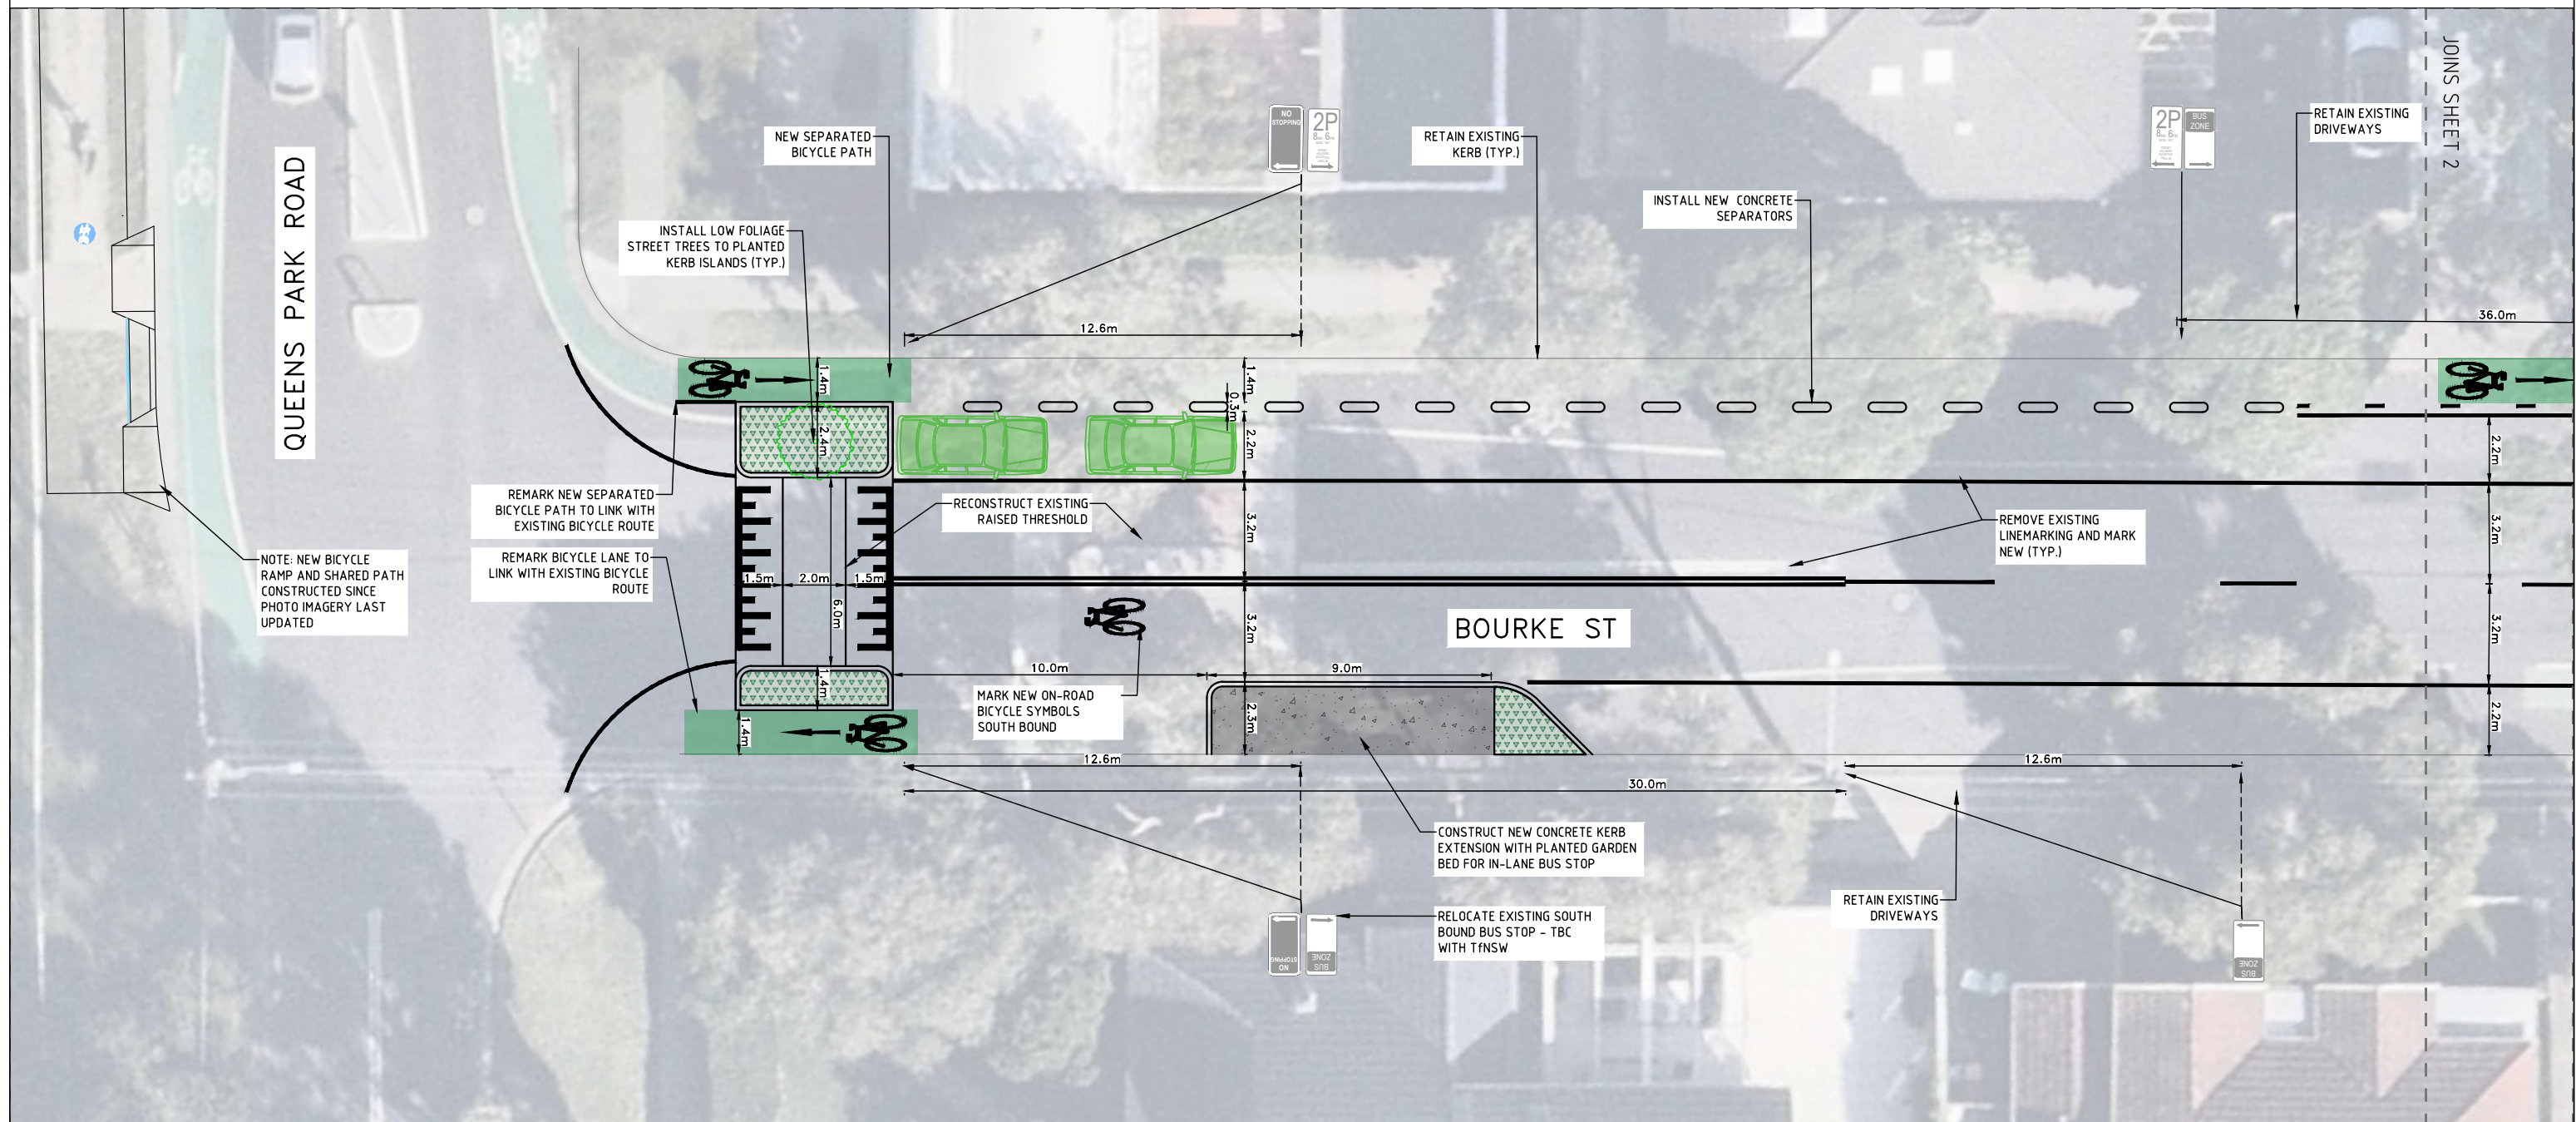 JOINS SHEET 2
NO
STOPPING
2P
2P
BUS
ZONE
RETAIN EXISTING
DRIVEWAYS
NEW SEPARATED
BICYCLE PATH
RETAIN EXISTING
KERB (TYP.)
INSTALL NEW CONCRETE
SEPARATORS
INSTALL LOW FOLIAGE
STREET TREES TO PLANTED
KERB ISLANDS (TYP.)
QUEENS PARK ROAD
12.6m
36.0m
1.4m
1.4m
0.3m
2.4m
2.2m
2.2m
REMARK NEW SEPARATED
BICYCLE PATH TO LINK WITH
EXISTING BICYCLE ROUTE
RECONSTRUCT EXISTING
RAISED THRESHOLD
REMOVE EXISTING
LINEMARKING AND MARK
NEW (TYP.)
3.2m
3.2m
NOTE: NEW BICYCLE
RAMP AND SHARED PATH
CONSTRUCTED SINCE
PHOTO IMAGERY LAST
UPDATED
REMARK BICYCLE LANE TO
LINK WITH EXISTING BICYCLE
ROUTE
1.5m
2.0m
1.5m
6.0m
3.2m
3.2m
BOURKE ST
10.0m
9.0m
MARK NEW ON-ROAD
BICYCLE SYMBOLS
SOUTH BOUND
1.4m
1.4m
2.3m
2.2m
12.6m
12.6m
30.0m
CONSTRUCT NEW CONCRETE KERB
EXTENSION WITH PLANTED GARDEN
BED FOR IN-LANE BUS STOP
RETAIN EXISTING
DRIVEWAYS
RELOCATE EXISTING SOUTH
BOUND BUS STOP - TBC
WITH TfNSW
NO
STOPPING
BUS
ZONE
BUS
ZONE